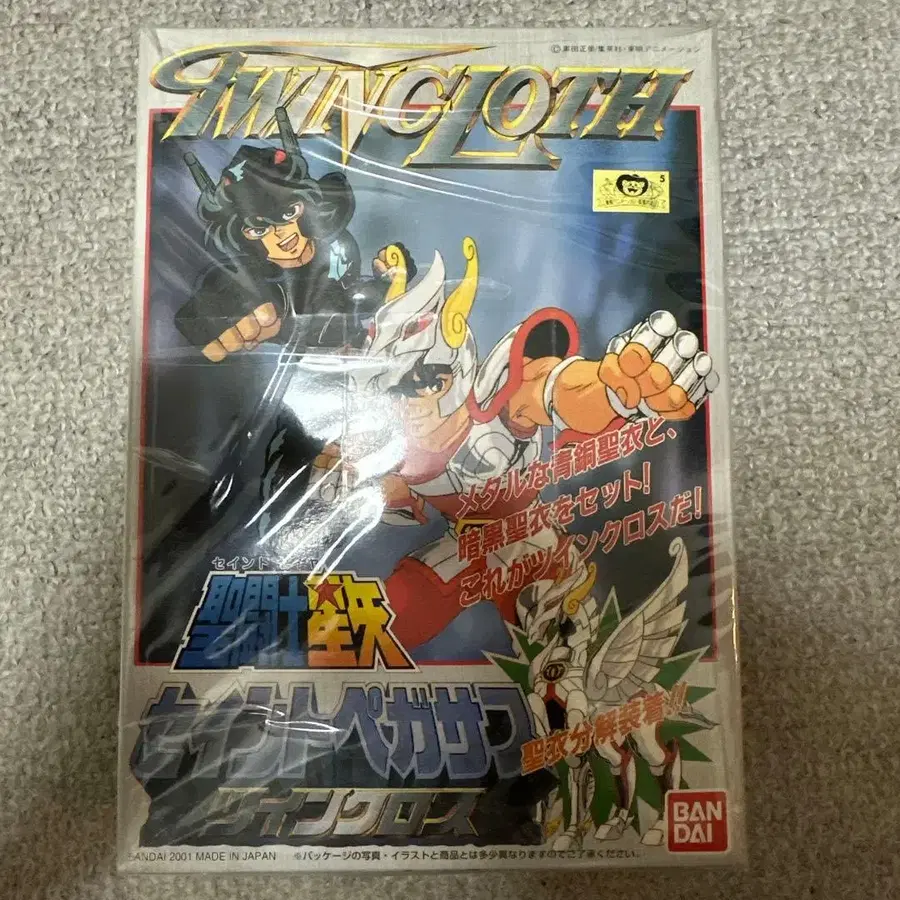 ©車田正美/集英社・東映アニメーション
TWINCLOTH
5
メタルな青銅聖衣と、
暗黒聖衣をセット!
これがツインクロスだ!
セイント
聖闘士星矢
セイントペガサス
ツインクロス
聖衣分解装着!!
BAN
DAI
BANDAI 2001 MADE IN JAPAN ※パッケージの写真・イラストと商品とは多少異なりますのでご了承ください。